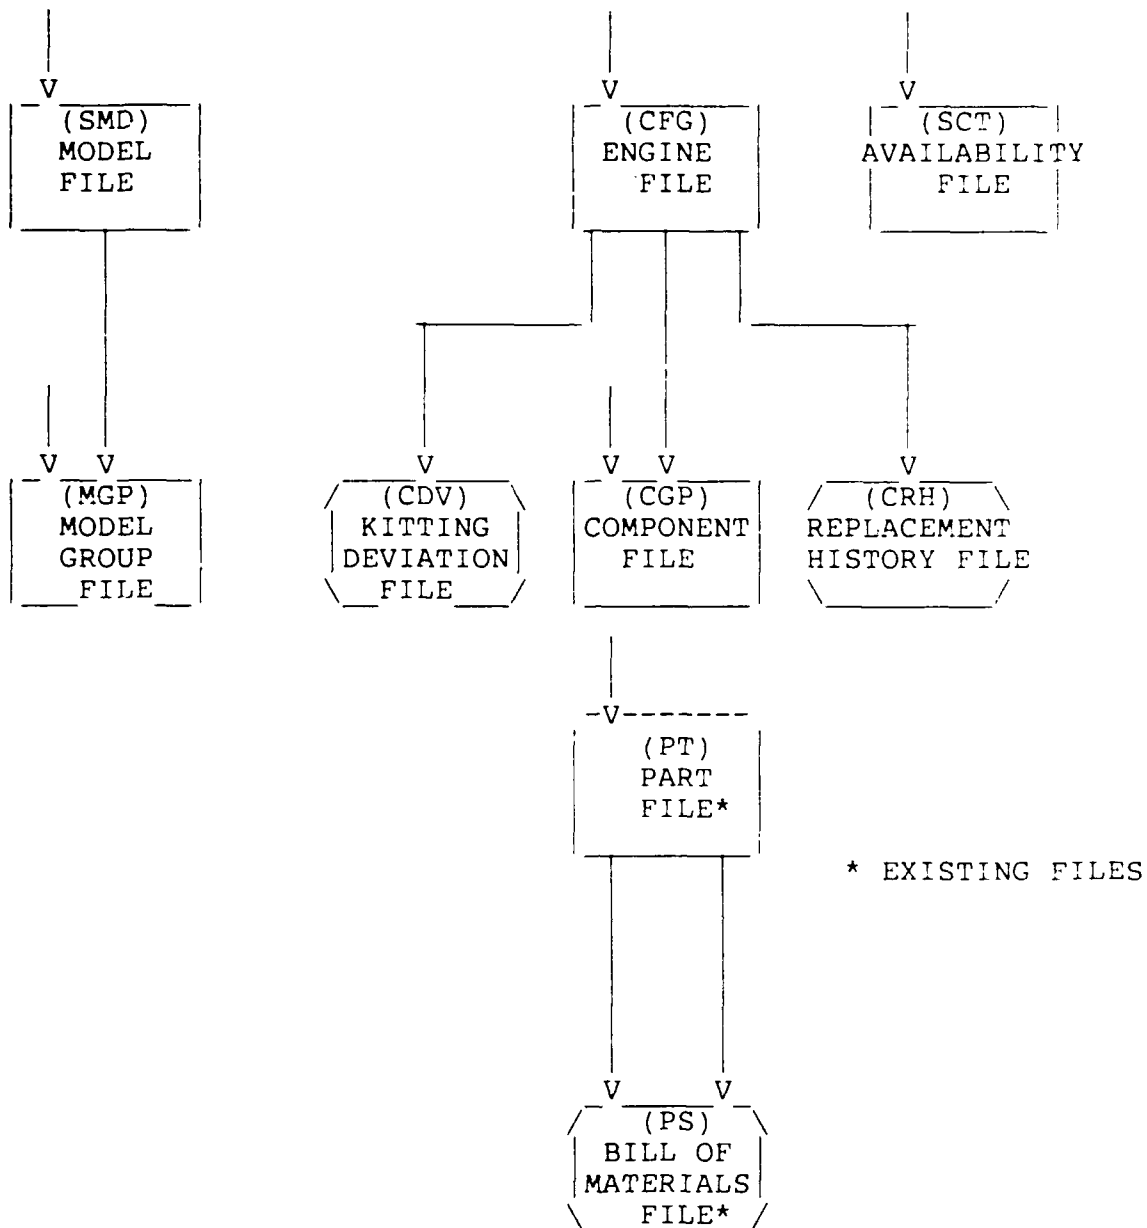 (SMD)
MODEL
FILE
(CFG)
ENGINE
FILE
(SCT)
AVAILABILITY
FILE
(MGP)
MODEL
GROUP
FILE
(CDV)
KITTING
DEVIATION
FILE
(CGP)
COMPONENT
FILE
(CRH)
REPLACEMENT
HISTORY FILE
(PT)
PART
FILE*
* EXISTING FILES
(PS)
BILL OF
MATERIALS
FILE*